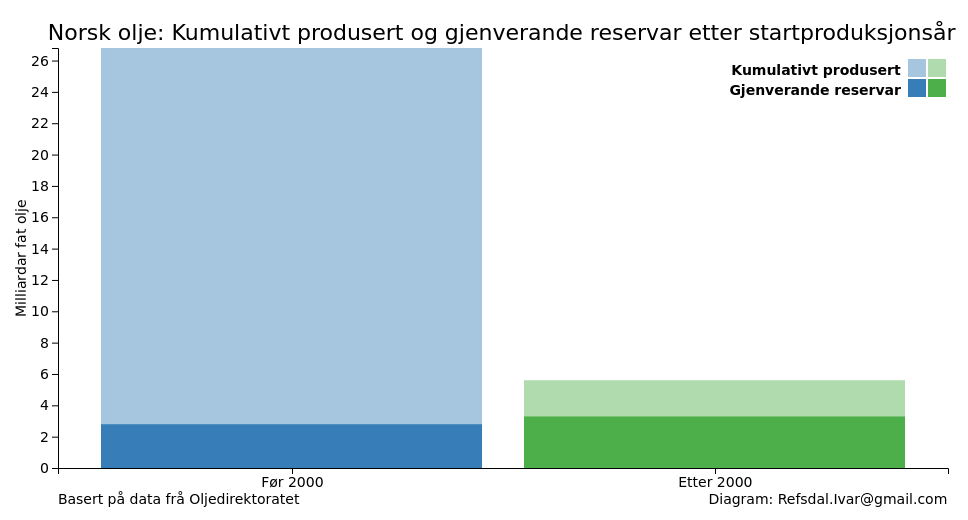 Norsk olje: Kumulativt produsert og gjenverande reservar etter startproduksjonsår
Kumulativt produsert
Gjenverande reservar
Milliardar fat olje
26
24
22
20
18
16
14
12
10
8
6
4
2
0
Før 2000
Etter 2000
Basert på data frå Oljedirektoratet
Diagram: Refsdal.Ivar@gmail.com